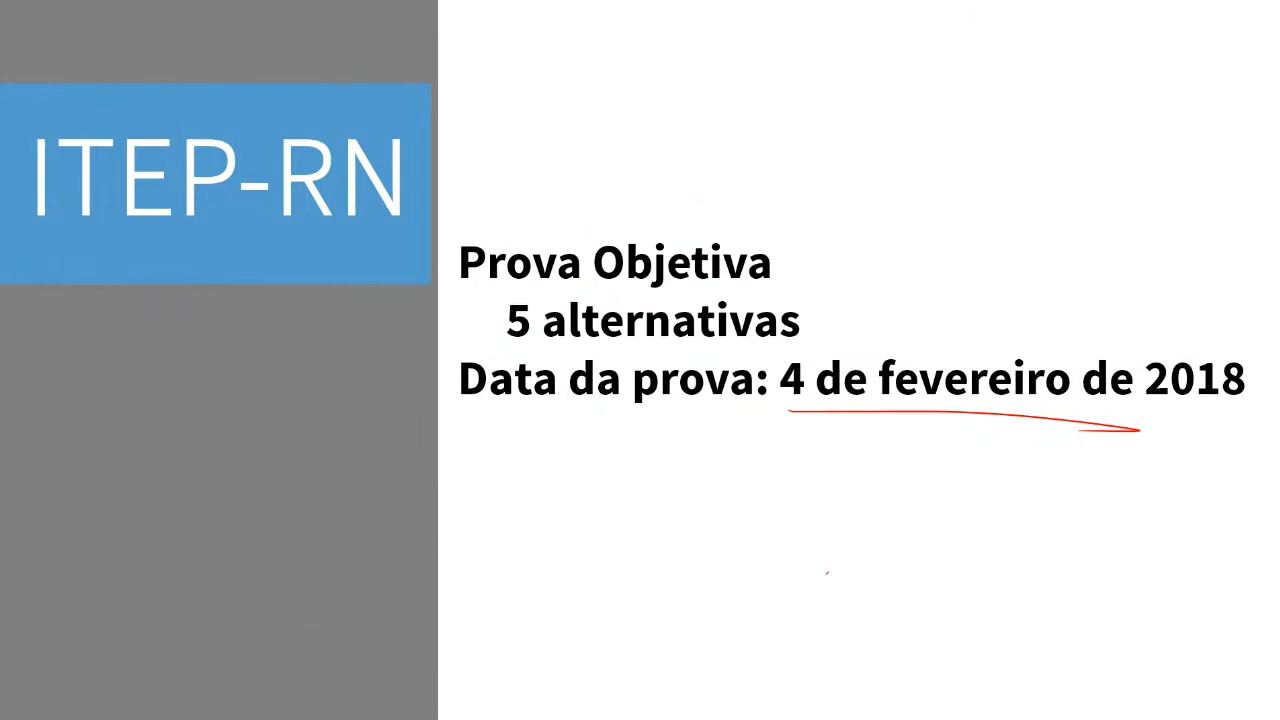 ITEP-RN
Prova Objetiva
5 alternativas
Data da prova: 4 de fevereiro de 2018